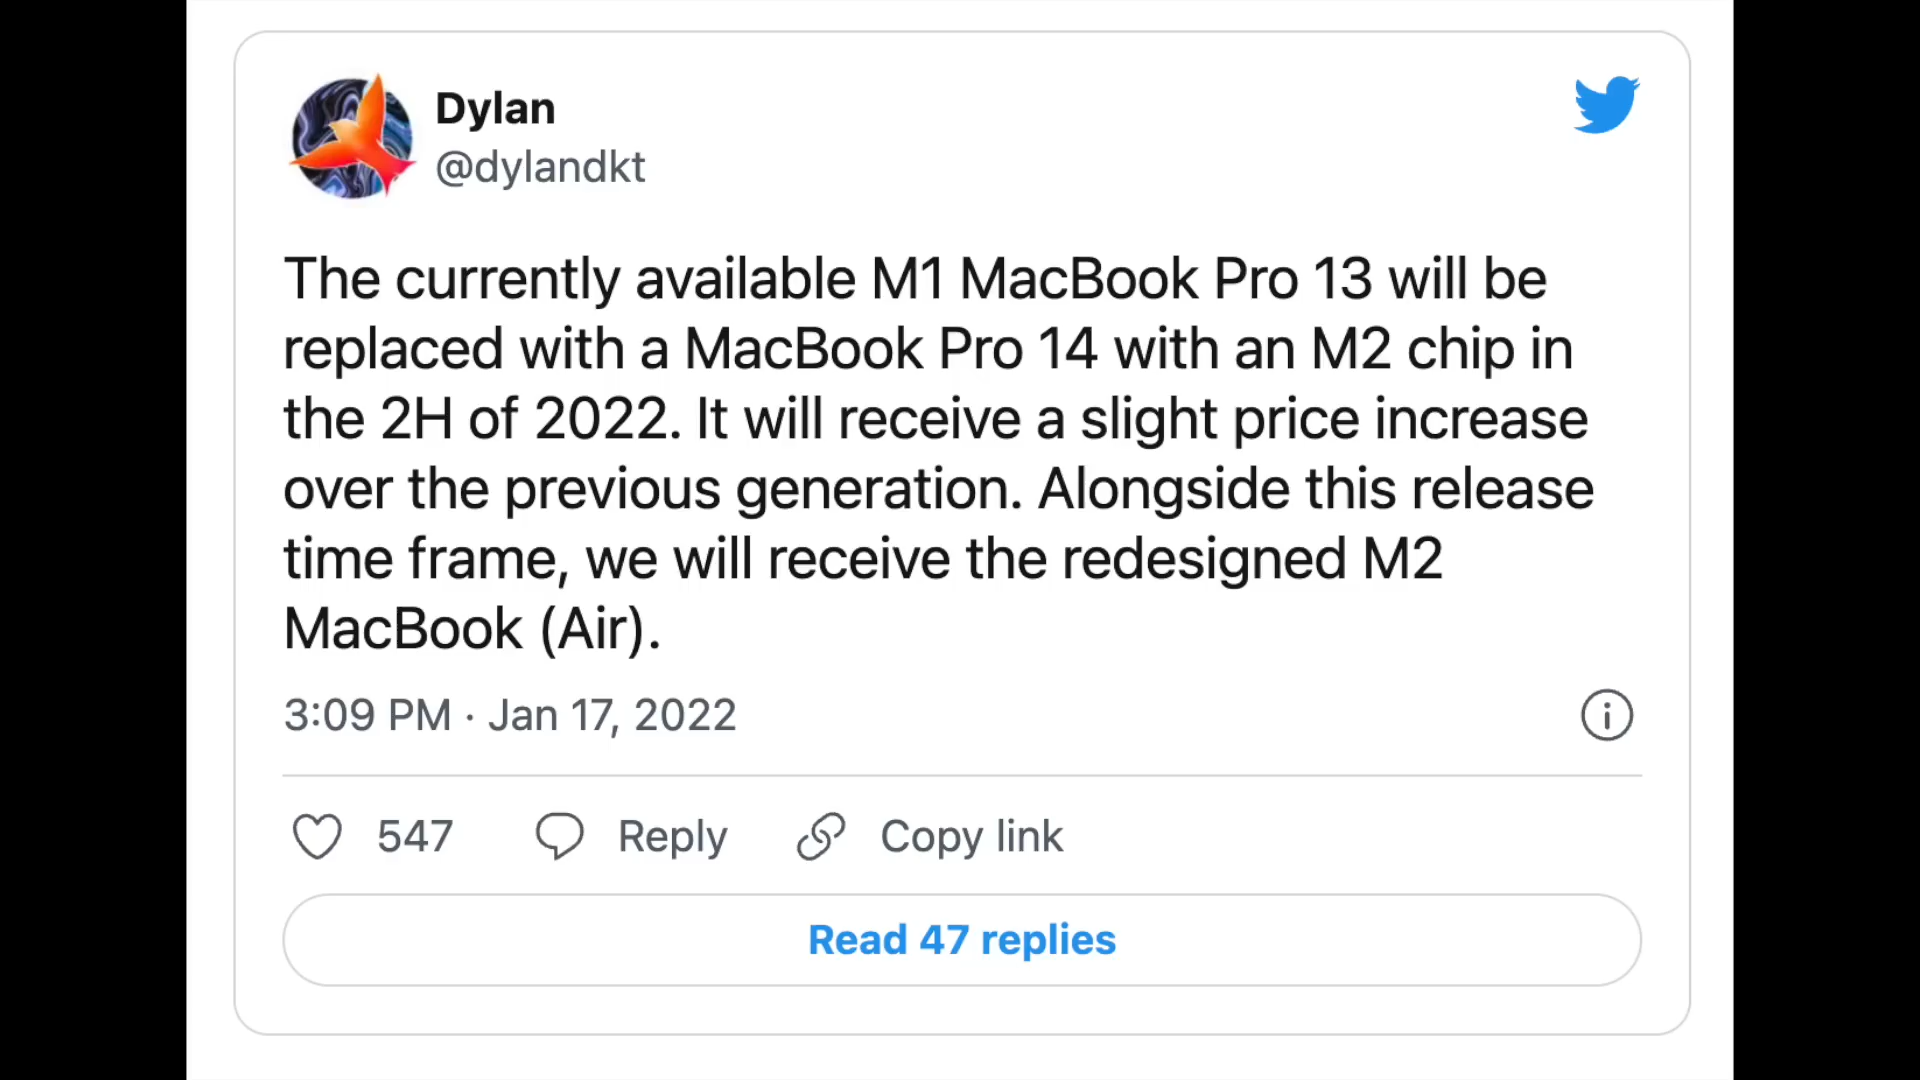 Dylan
@dylandkt
The currently available M1 MacBook Pro 13 will be
replaced with a MacBook Pro 14 with an M2 chip in
the 2H of 2022. It will receive a slight price increase
over the previous generation. Alongside this release
time frame, we will receive the redesigned M2
MacBook (Air).
3:09 PM · Jan 17, 2022
547 Reply Copy link
Read 47 replies